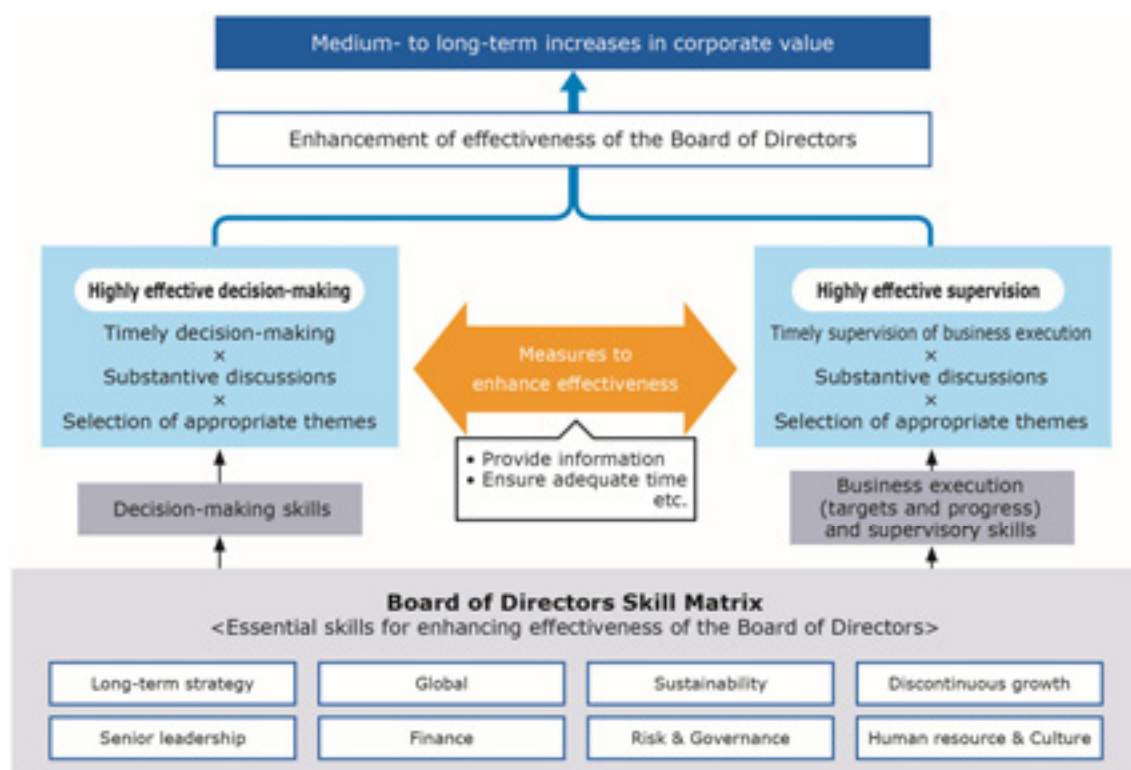 Medium- to long-term increases in corporate value
Enhancement of effectiveness of the Board of Directors
Highly effective decision-making
Timely decision-making
×
Substantive discussions
×
Selection of appropriate themes
Measures to
enhance effectiveness
• Provide information
• Ensure adequate time
etc.
Highly effective supervision
Timely supervision of business execution
×
Substantive discussions
×
Selection of appropriate themes
Decision-making skills
Business execution
(targets and progress)
and supervisory skills
Board of Directors Skill Matrix
<Essential skills for enhancing effectiveness of the Board of Directors>
Long-term strategy
Global
Sustainability
Discontinuous growth
Senior leadership
Finance
Risk & Governance
Human resource & Culture